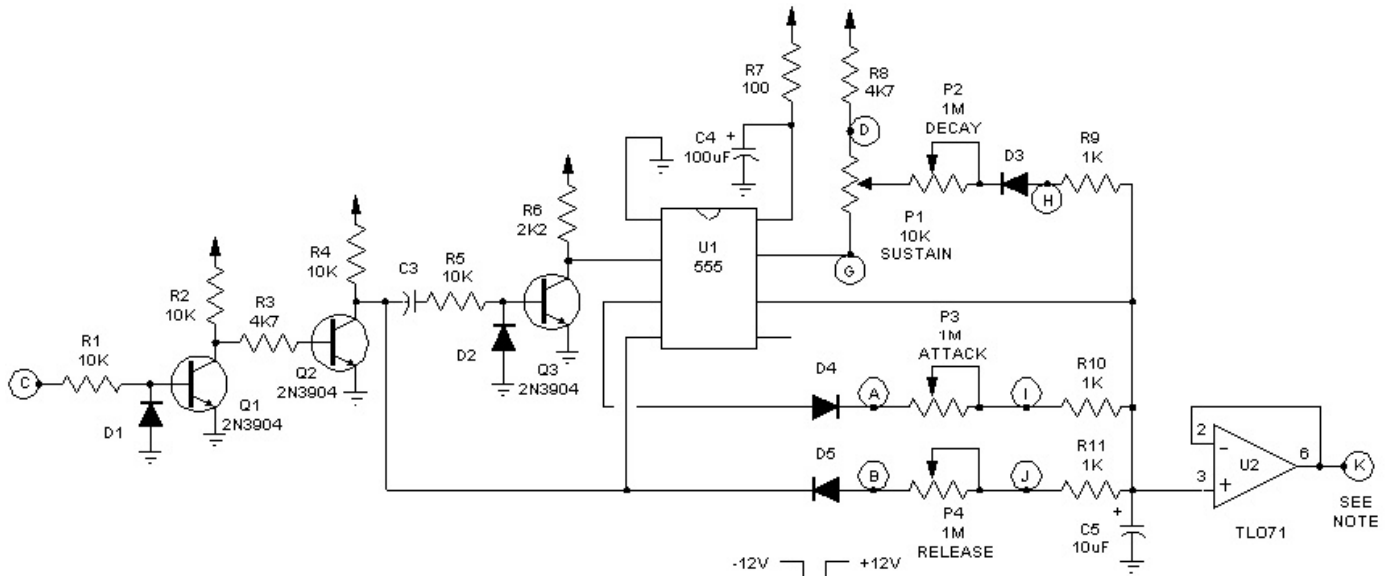 R7
100
R8
4K7
P2
1M
DECAY
D
C4
+
100uF
D3
R9
1K
H
R6
2K2
U1
555
P1
10K
SUSTAIN
G
R4
10K
C3
R5
10K
R2
10K
R3
4K7
P3
1M
ATTACK
R1
10K
D2
Q3
2N3904
Q2
2N3904
D4
A
I
R10
1K
C
Q1
2N3904
D1
D5
B
J
R11
1K
2
-
6
U2
3
+
K
SEE
NOTE
P4
1M
RELEASE
+
C5
10uF
TL071
-12V
+12V